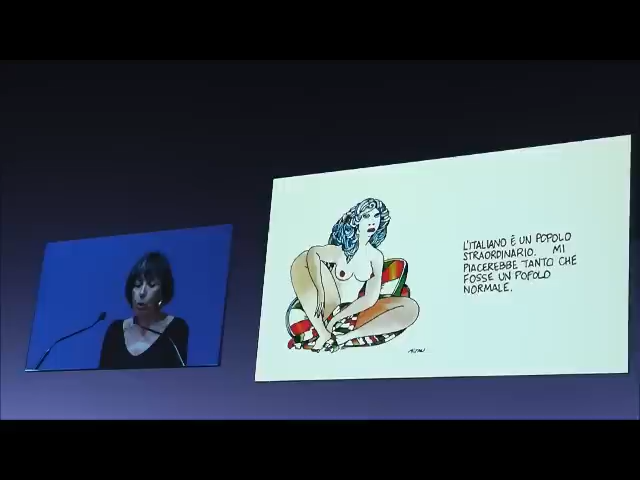 L'ITALIANO È UN POPOLO
STRAORDINARIO. MI
PIACEREBBE TANTO CHE
FOSSE UN POPOLO
NORMALE.